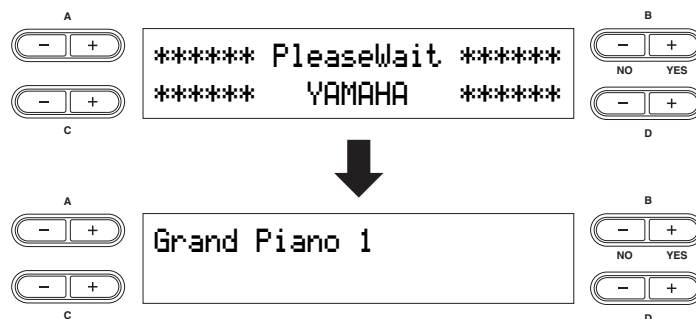 A B
− + ****** PleaseWait ****** − +
NO YES
− + ****** YAMAHA ****** − +
C D
A B
− + Grand Piano 1 − +
NO YES
− + − +
C D